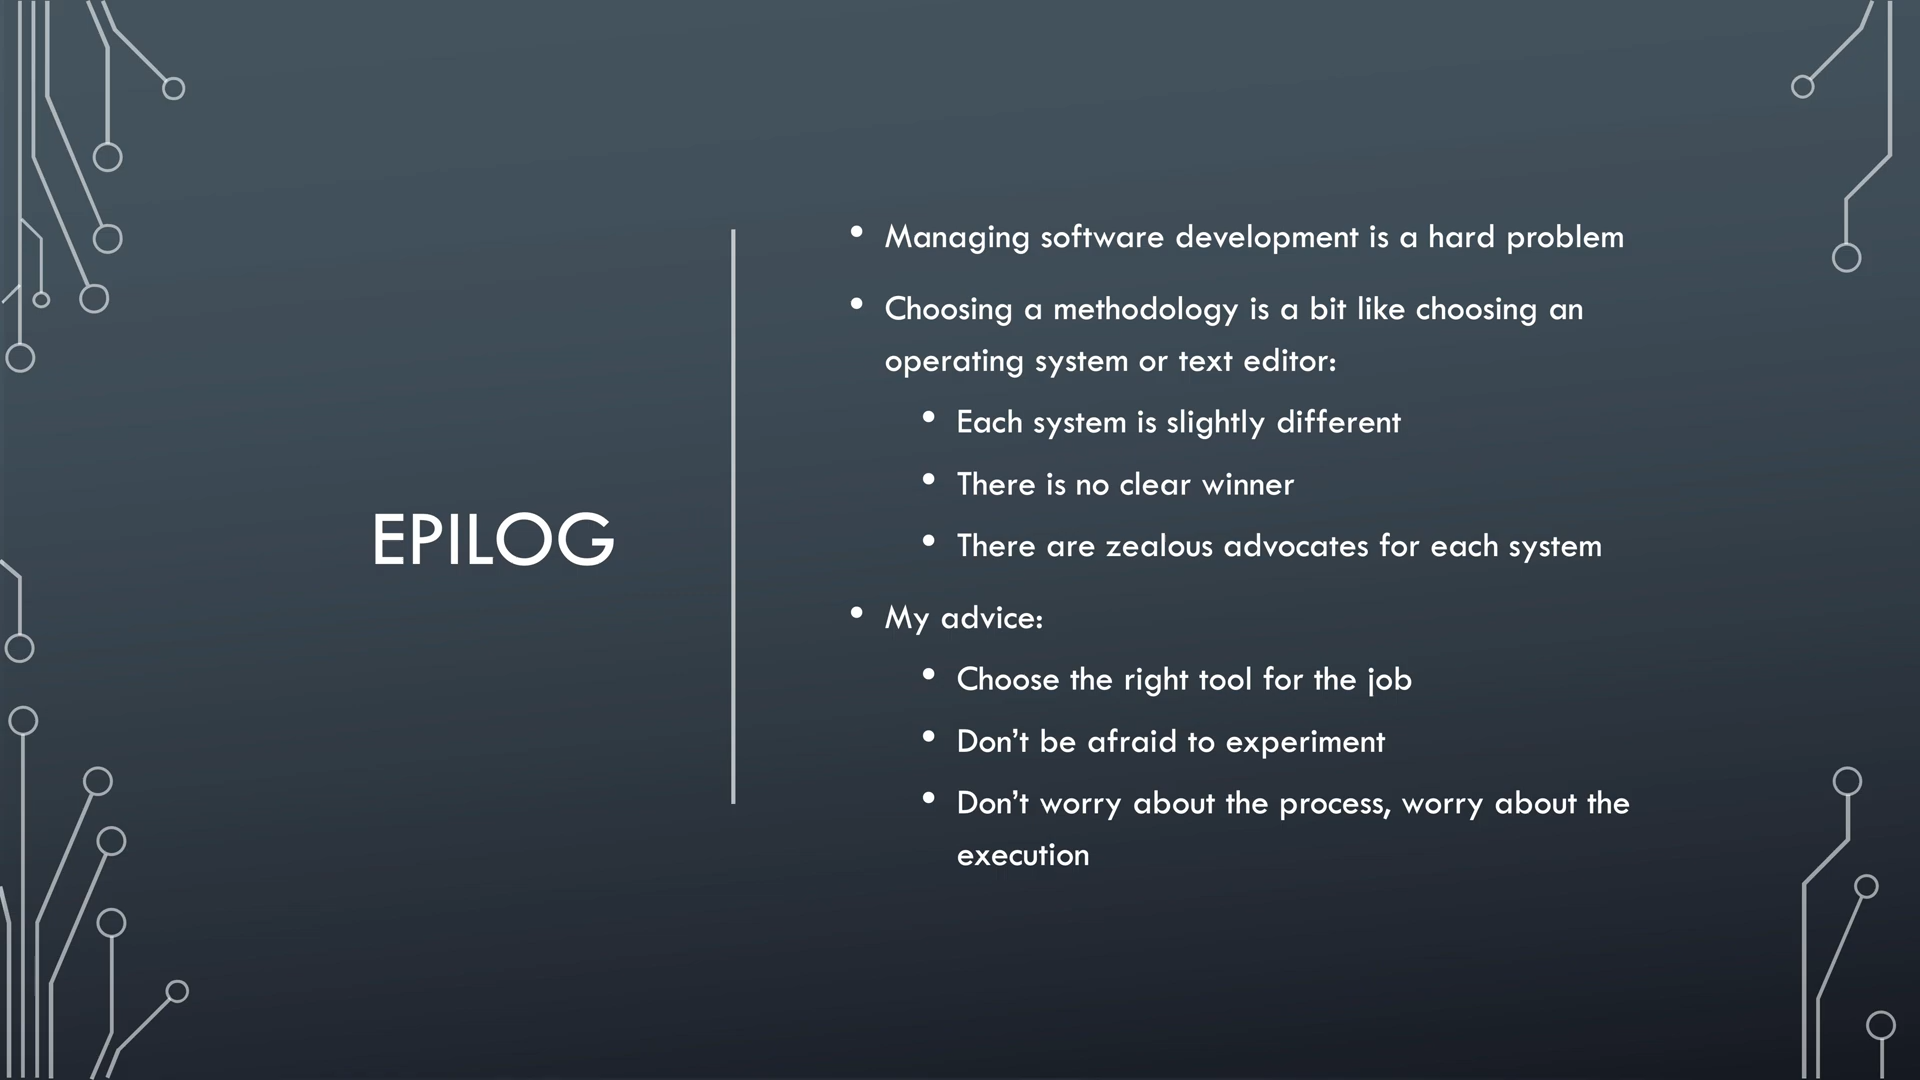 EPILOG
• Managing software development is a hard problem
• Choosing a methodology is a bit like choosing an
operating system or text editor:
• Each system is slightly different
• There is no clear winner
• There are zealous advocates for each system
• My advice:
• Choose the right tool for the job
• Don’t be afraid to experiment
• Don’t worry about the process, worry about the
execution